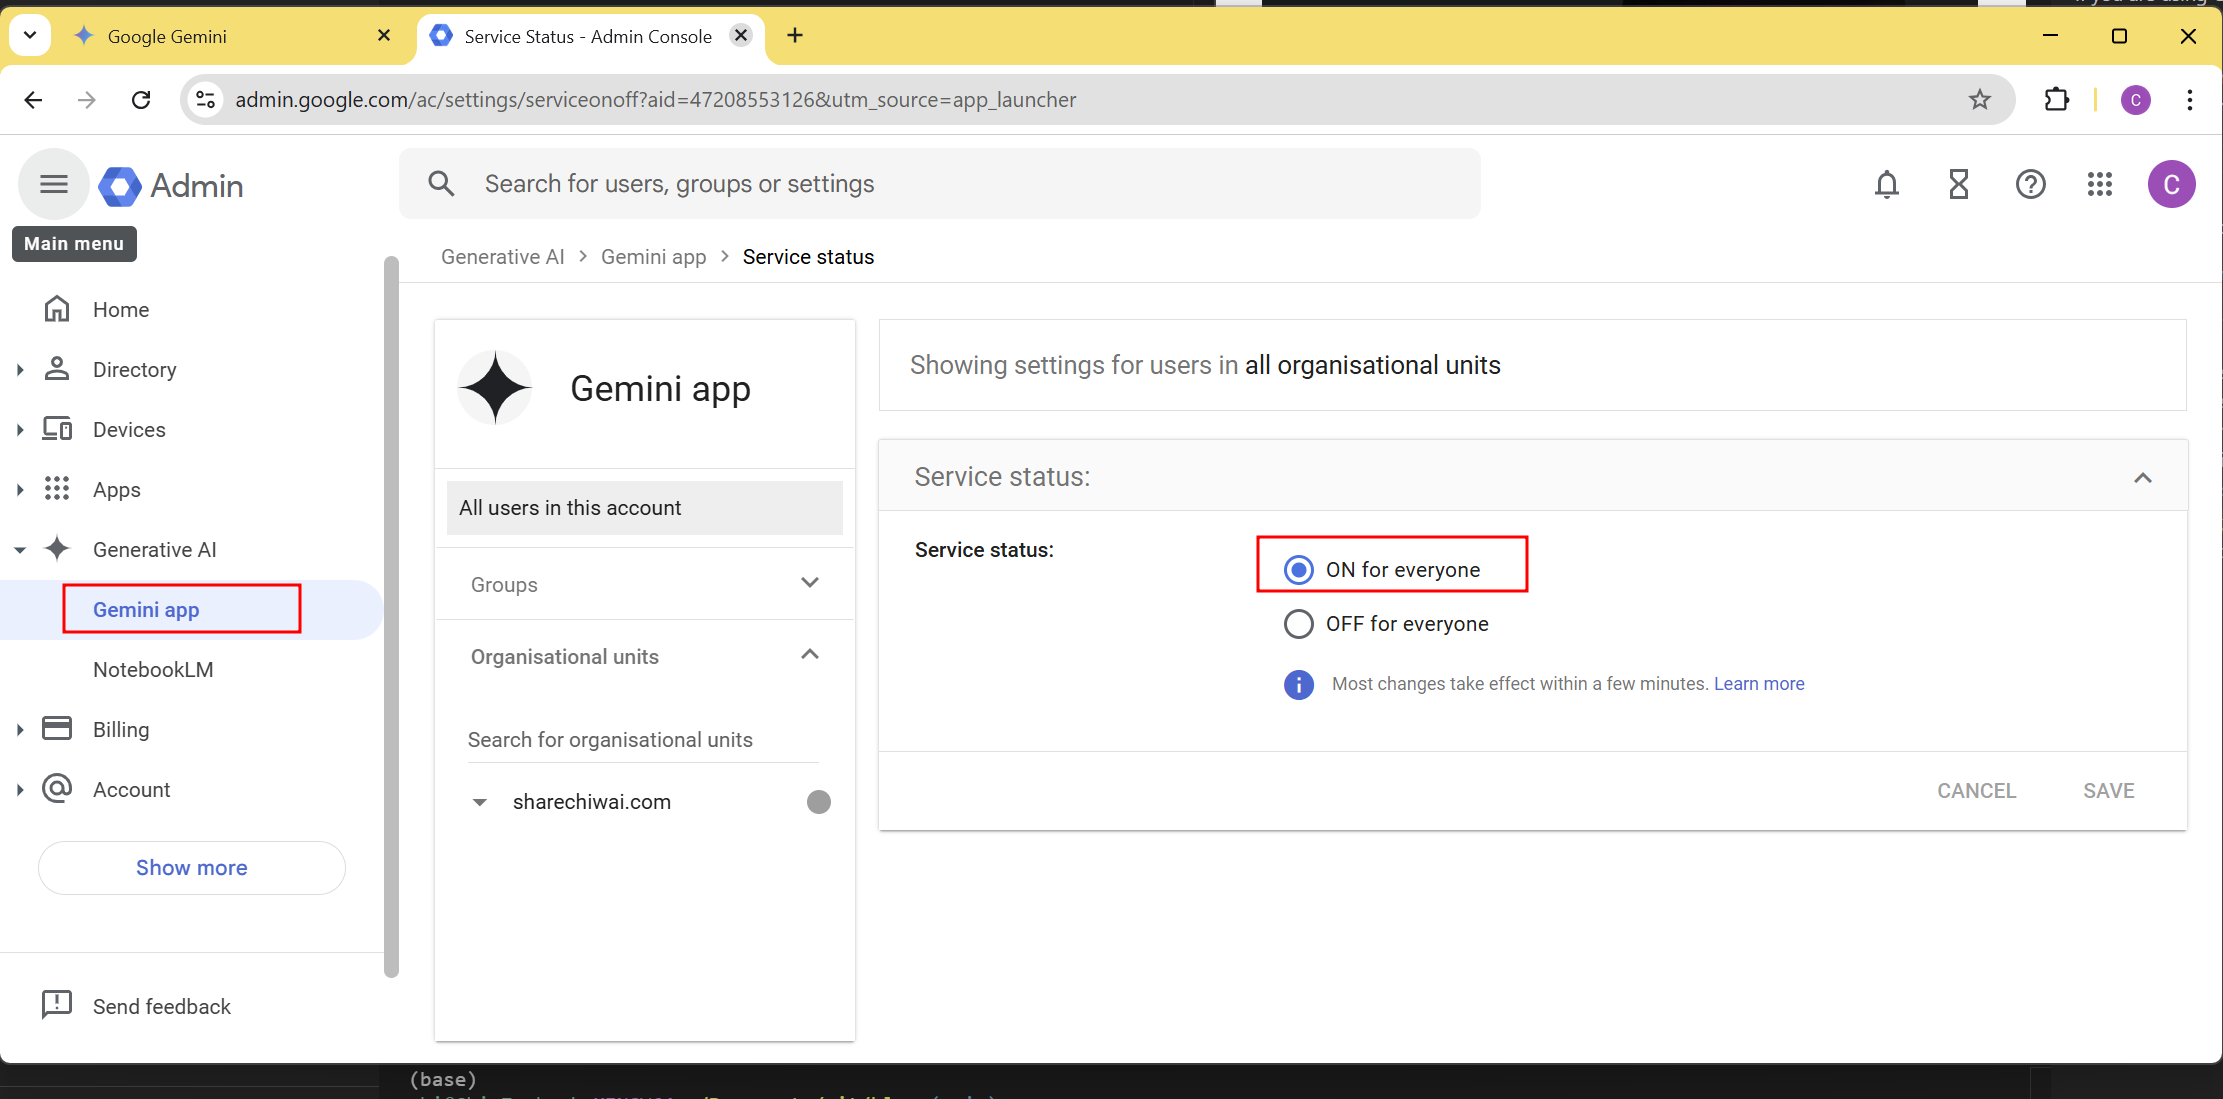 Google Gemini
Service Status - Admin Console
admin.google.com/ac/settings/serviceonoff?aid=47208553126&utm_source=app_launcher
C
Admin
Search for users, groups or settings
C
Main menu
Generative AI > Gemini app > Service status
Home
Directory
Devices
Apps
Generative AI
Gemini app
NotebookLM
Billing
Account
Show more
Send feedback
Gemini app
All users in this account
Groups
Organisational units
Search for organisational units
sharechiwai.com
Showing settings for users in all organisational units
Service status:
Service status:
ON for everyone
OFF for everyone
Most changes take effect within a few minutes. Learn more
CANCEL
SAVE
(base)